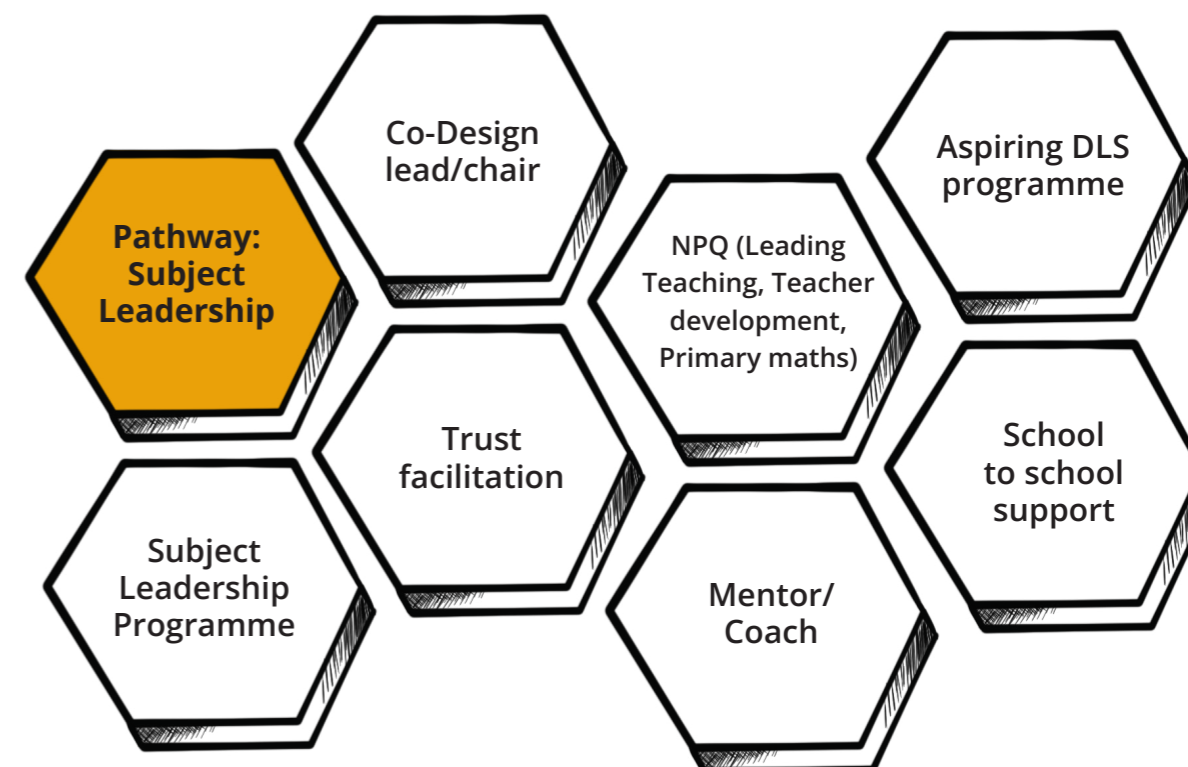 Pathway:
Subject
Leadership
Subject
Leadership
Programme
Co-Design
lead/chair
Trust
facilitation
NPQ (Leading
Teaching, Teacher
development,
Primary maths)
Mentor/
Coach
Aspiring DLS
programme
School
to school
support